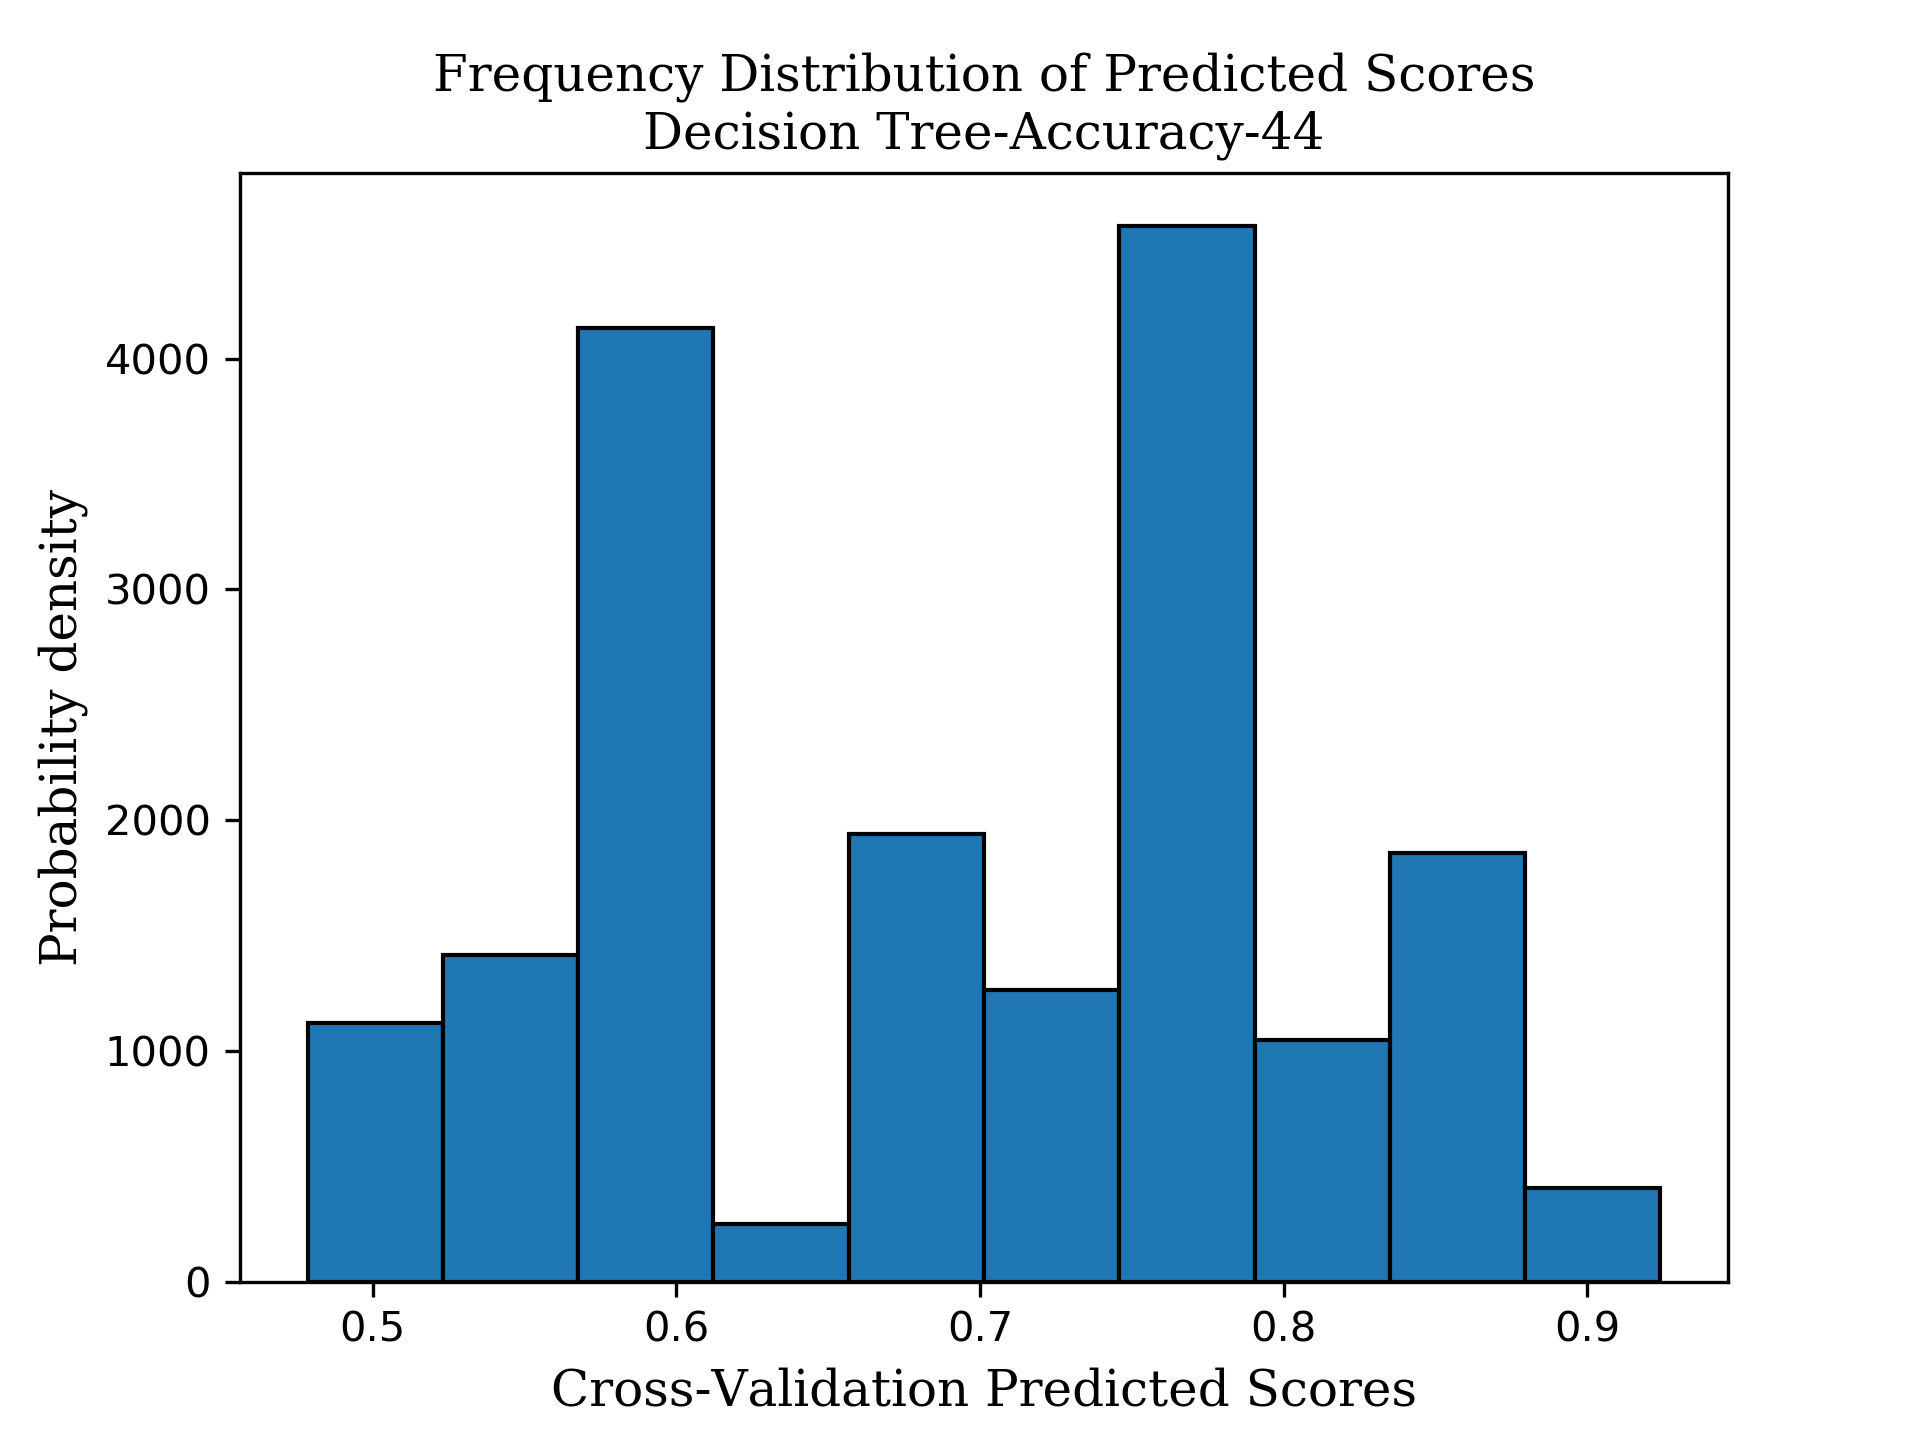 Frequency Distribution of Predicted Scores
Decision Tree-Accuracy-44
Probability density
4000
3000
2000
1000
0
0.5 0.6 0.7 0.8 0.9
Cross-Validation Predicted Scores